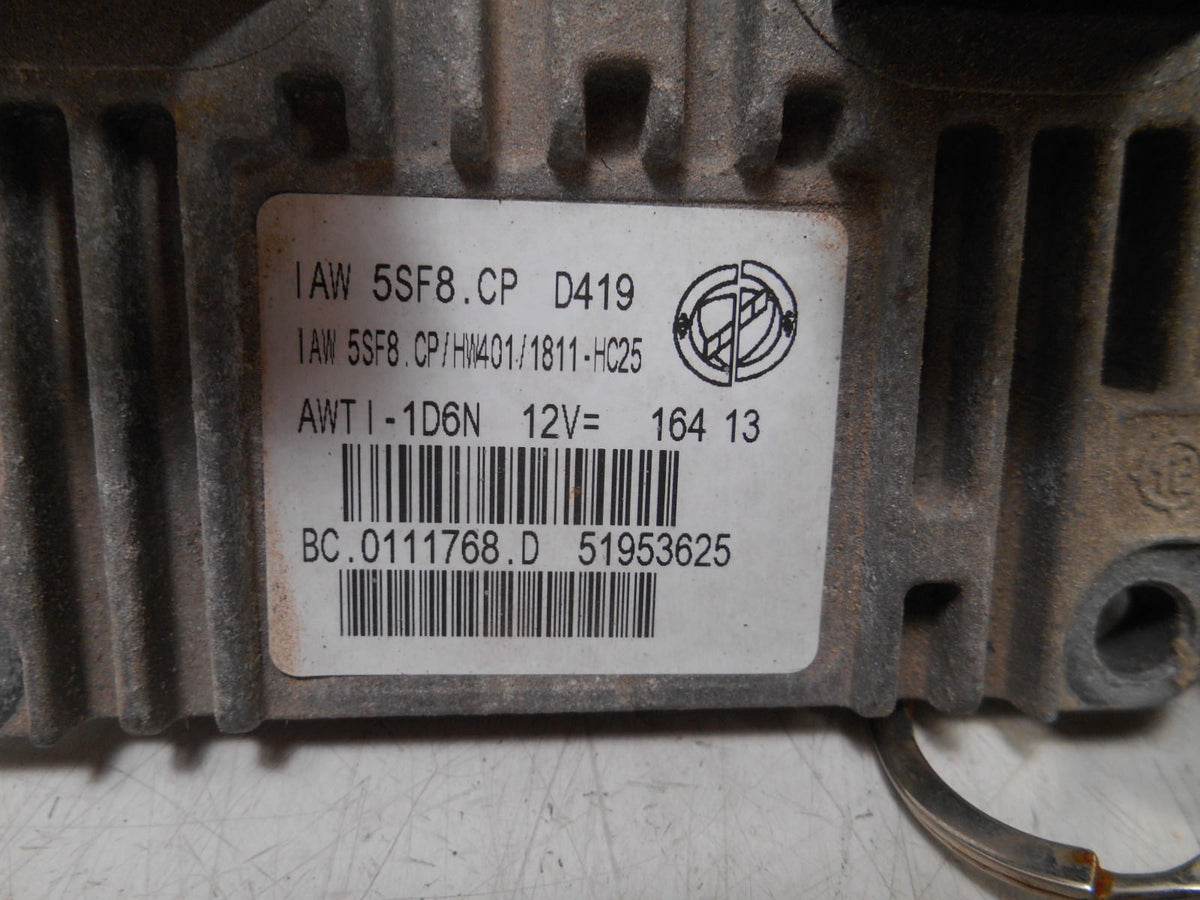 IAW 5SF8.CP D419
IAW 5SF8.CP/HW401/1811-HC25
AWTI-1D6N 12V= 164 13
BC.0111768.D 51953625